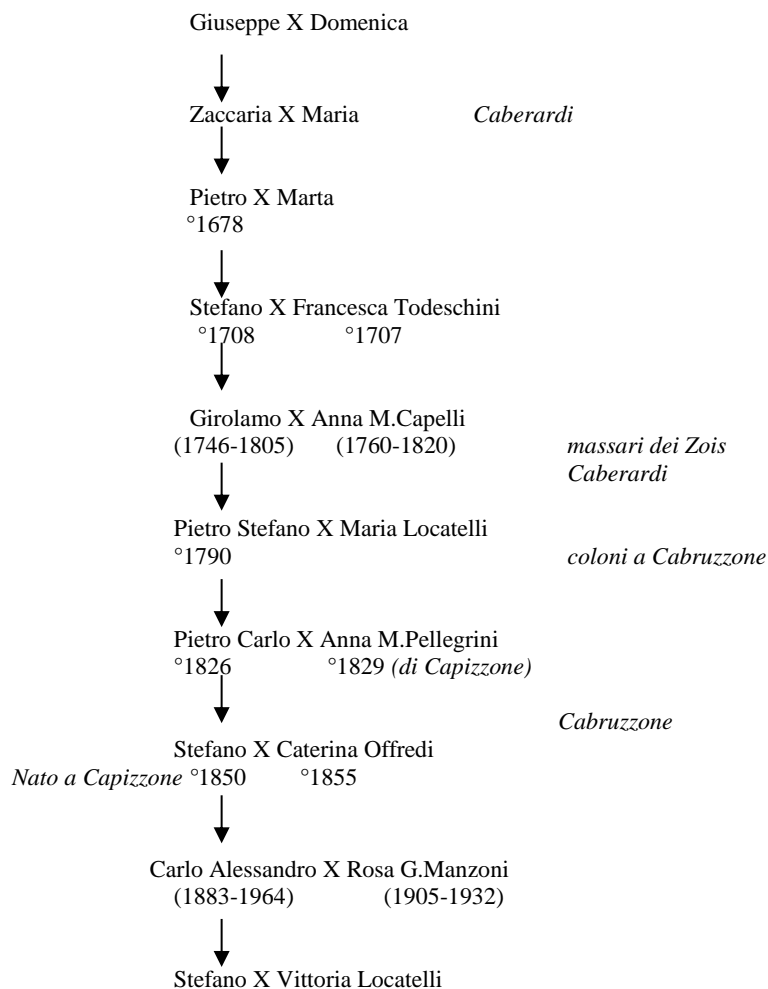 Giuseppe X Domenica
Zaccaria X Maria Caberardi
Pietro X Marta
°1678
Stefano X Francesca Todeschini
°1708 °1707
Girolamo X Anna M.Capelli
(1746-1805) (1760-1820) massari dei Zois
Caberardi
Pietro Stefano X Maria Locatelli
°1790 coloni a Cabruzzone
Pietro Carlo X Anna M.Pellegrini
°1826 °1829 (di Capizzone)
Cabruzzone
Stefano X Caterina Offredi
Nato a Capizzone °1850 °1855
Carlo Alessandro X Rosa G.Manzoni
(1883-1964) (1905-1932)
Stefano X Vittoria Locatelli